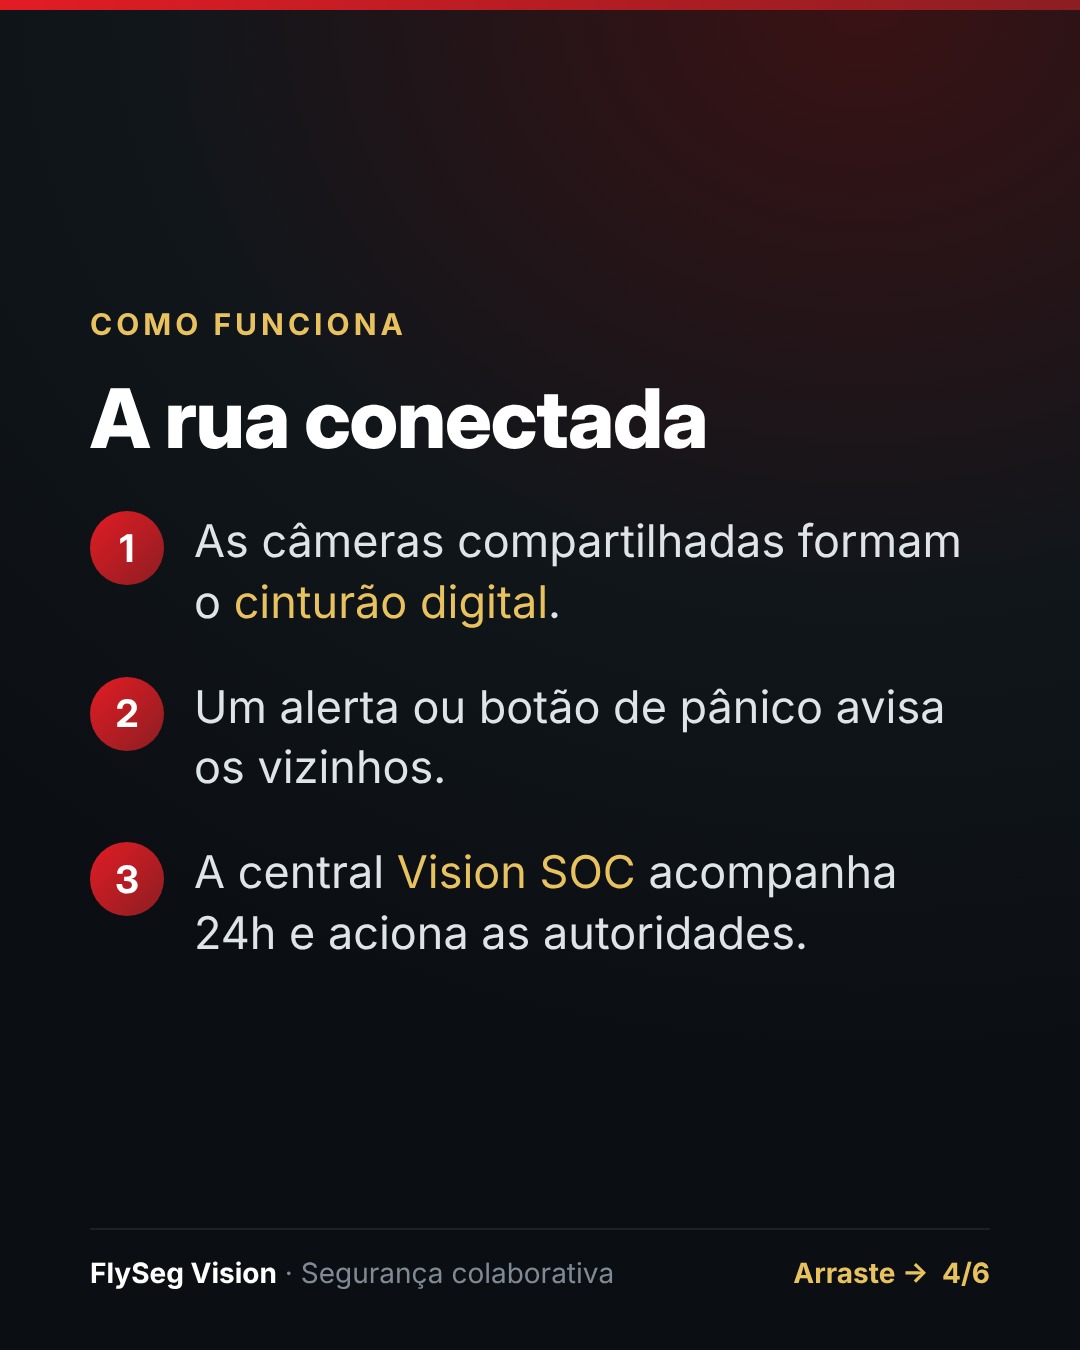 COMO FUNCIONA
A rua conectada
1 As câmeras compartilhadas formam
o cinturão digital.
2 Um alerta ou botão de pânico avisa
os vizinhos.
3 A central Vision SOC acompanha
24h e aciona as autoridades.
FlySeg Vision · Segurança colaborativa Arraste → 4/6